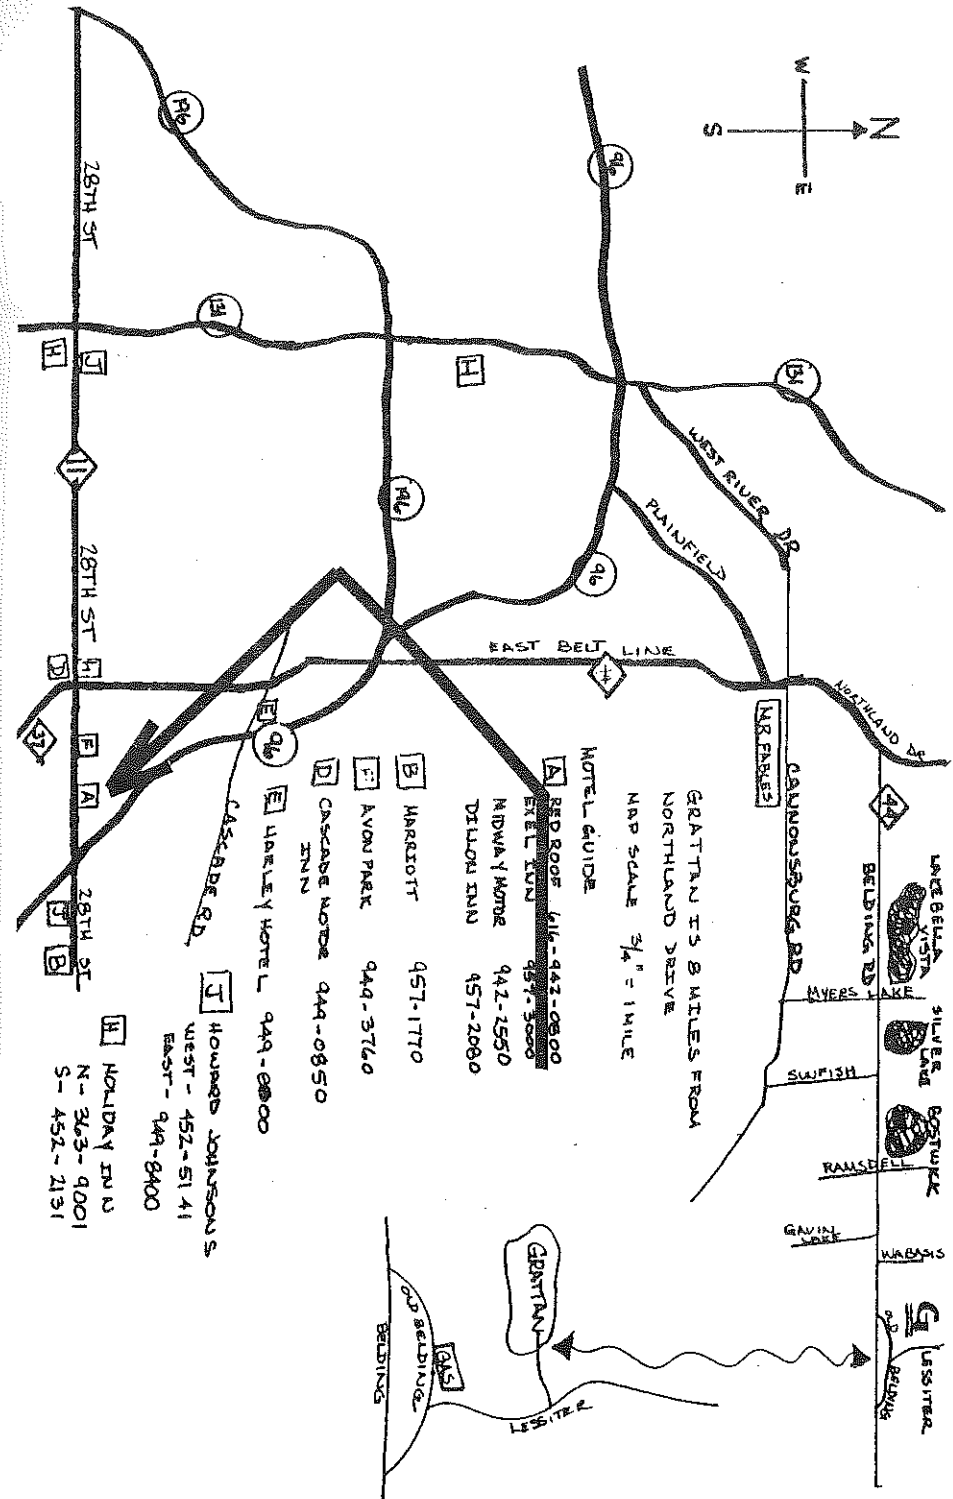 N
W
E
S
196
96
131
131
28TH ST
H
J
H
11
196
96
28TH ST
WEST RIVER DR
PLAINFIELD
EAST BELT LINE
NORTHLAND DR
44
MR FABLES
CANNONSBURG RD
BELDING RD
LAKE BELLA VISTA
SILVER LAKE
BOSTWICK
MYERS LAKE
SUNFISH
RAMSDELL
GAVIN LAKE
WABASIS
G
LESSITER
OLD BELDING
D
H
37
F
A
E
96
CASCADE RD
28TH ST
J
B
GRATTAN IS 8 MILES FROM
NORTHLAND DRIVE
MAP SCALE 3/4" = 1 MILE
MOTEL GUIDE
A RED ROOF 616-942-0800
EXEL INN 957-3000
MIDWAY MOTOR 942-2550
DILLON INN 957-2080
B MARRIOTT 957-1770
F AVON PARK 949-3760
D CASCADE MOTOR 949-0850
INN
E HARLEY HOTEL 949-8800
J HOWARD JOHNSONS
WEST - 452-5141
EAST - 949-8400
H HOLIDAY INN
N - 363-9001
S - 452-2131
GRATTAN
LESSITER
GAS
OLD BELDING
BELDING